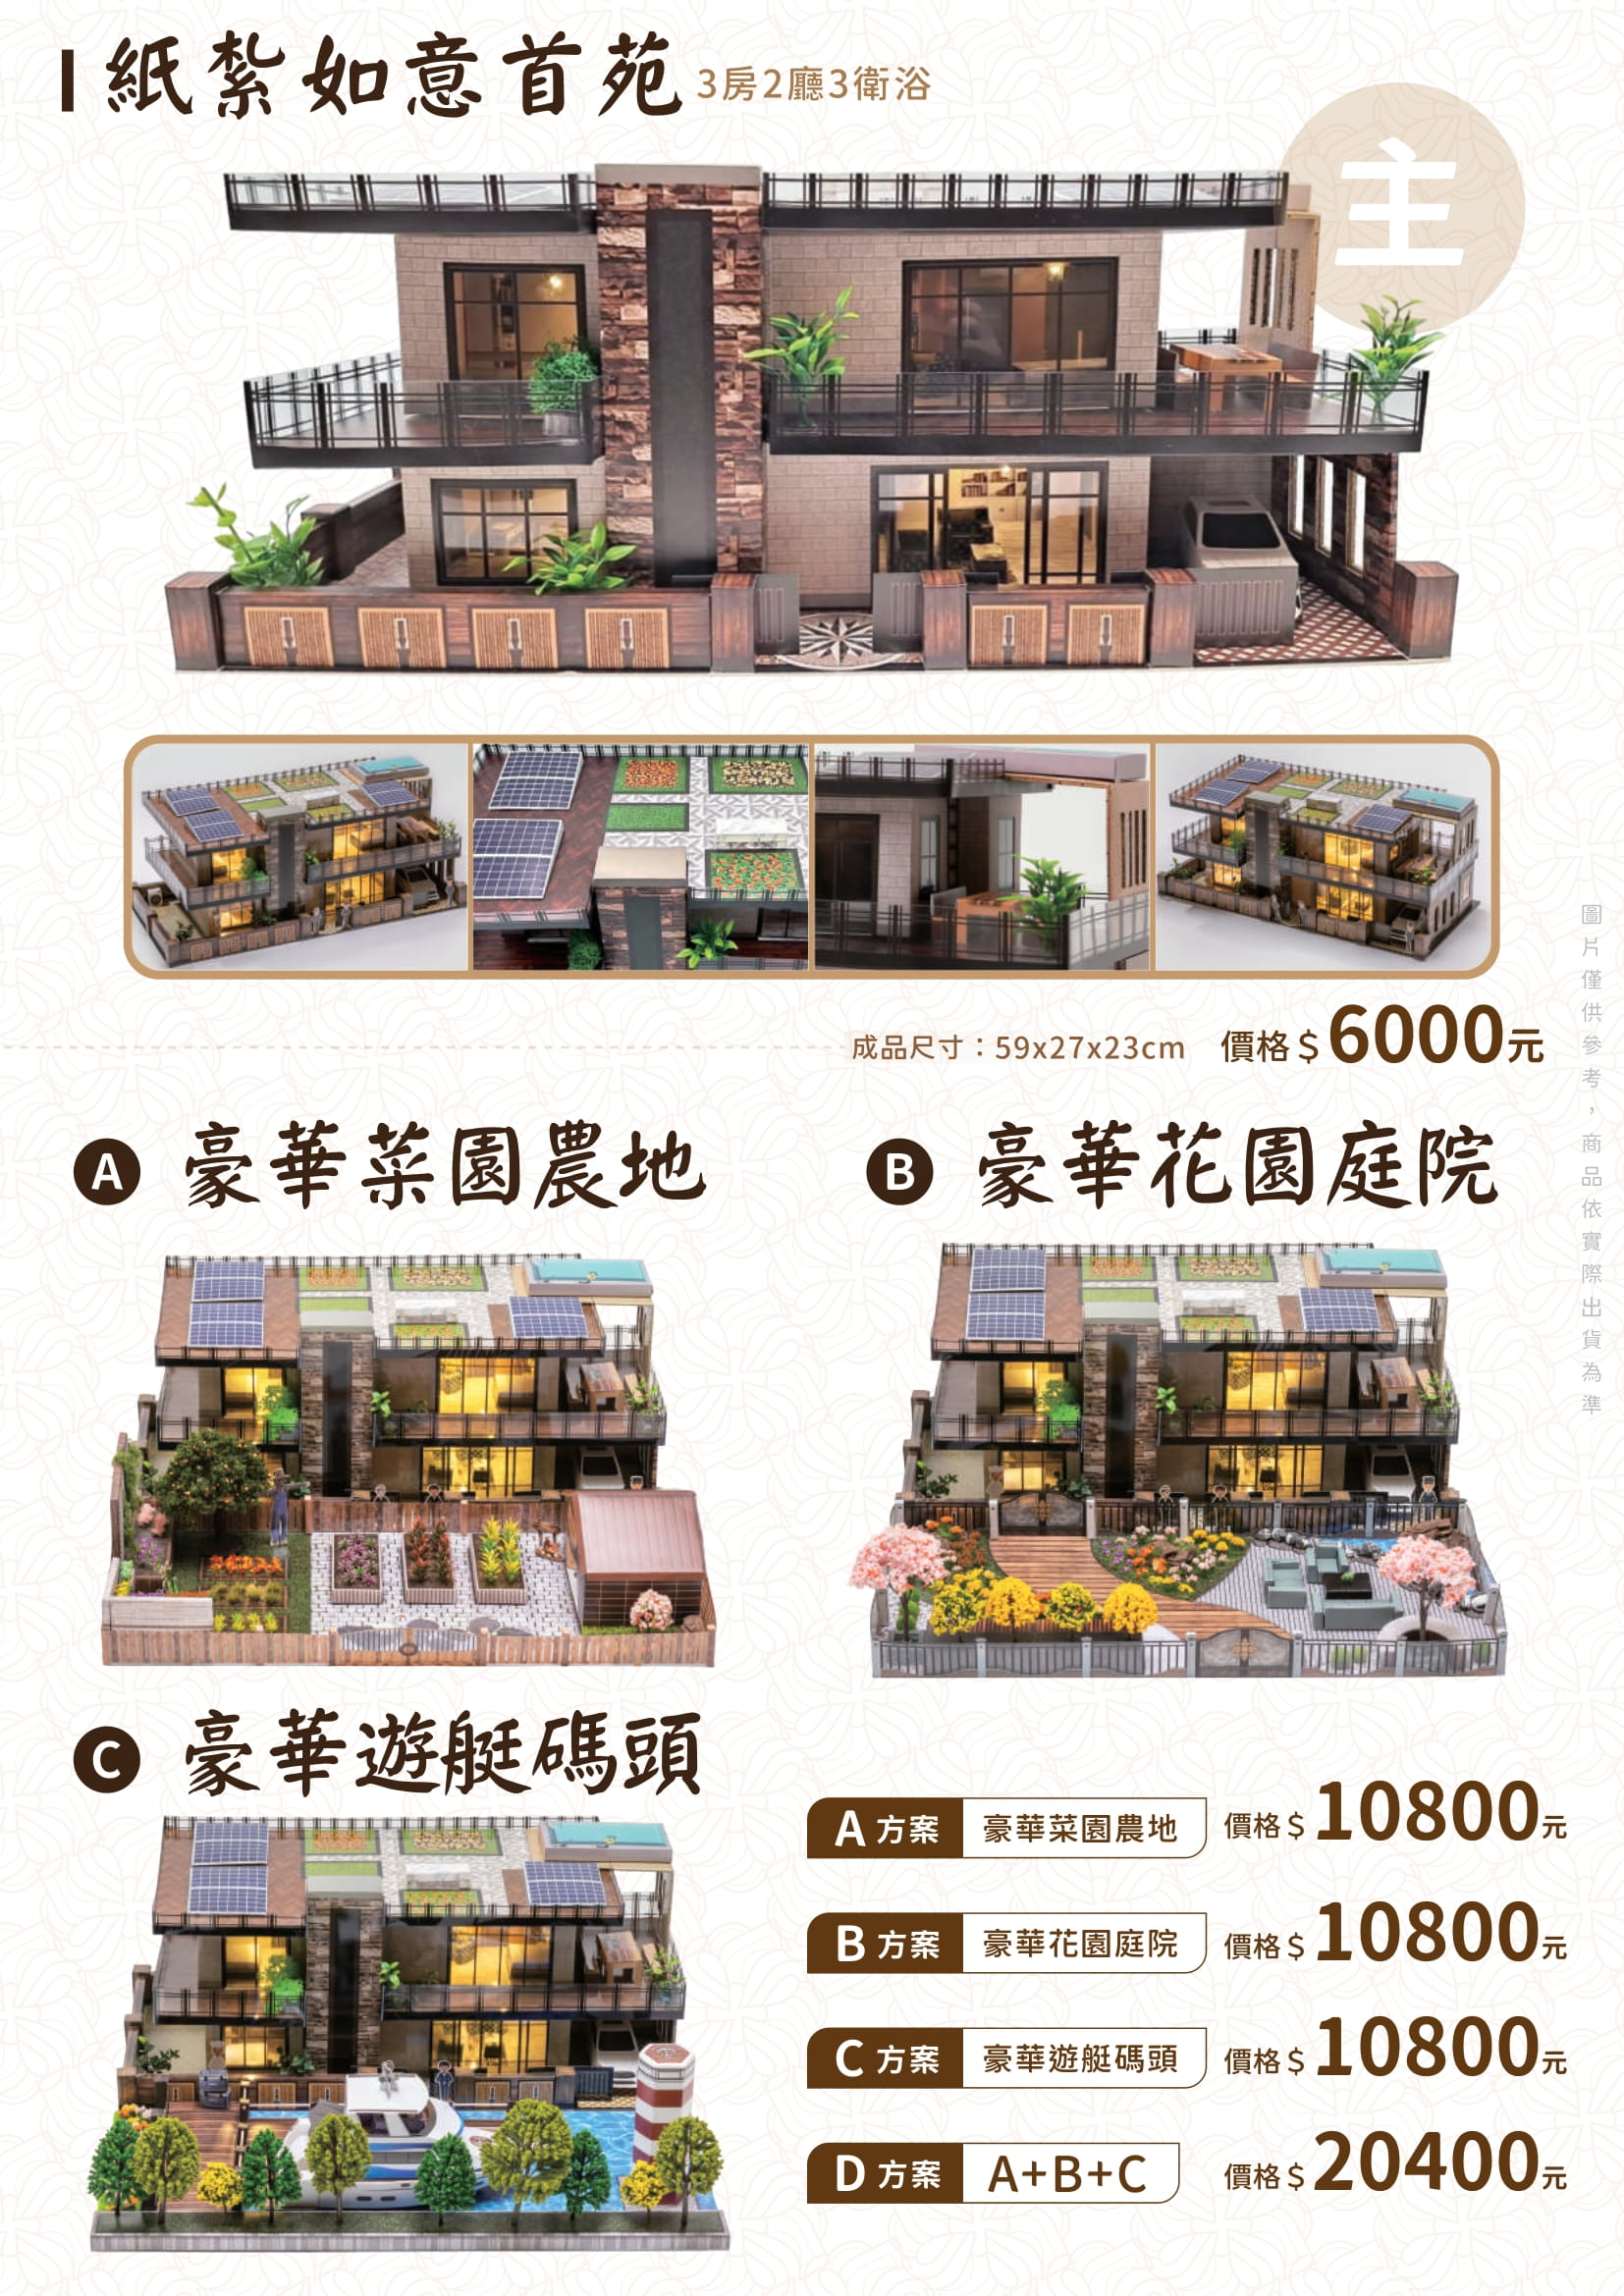 紙紮如意首苑 3房2廳3衛浴
主
成品尺寸：59x27x23cm 價格$6000元
圖片僅供參考，商品依實際出貨為準
A 豪華菜園農地
B 豪華花園庭院
C 豪華遊艇碼頭
A方案 豪華菜園農地 價格$10800元
B方案 豪華花園庭院 價格$10800元
C方案 豪華遊艇碼頭 價格$10800元
D方案 A+B+C 價格$20400元